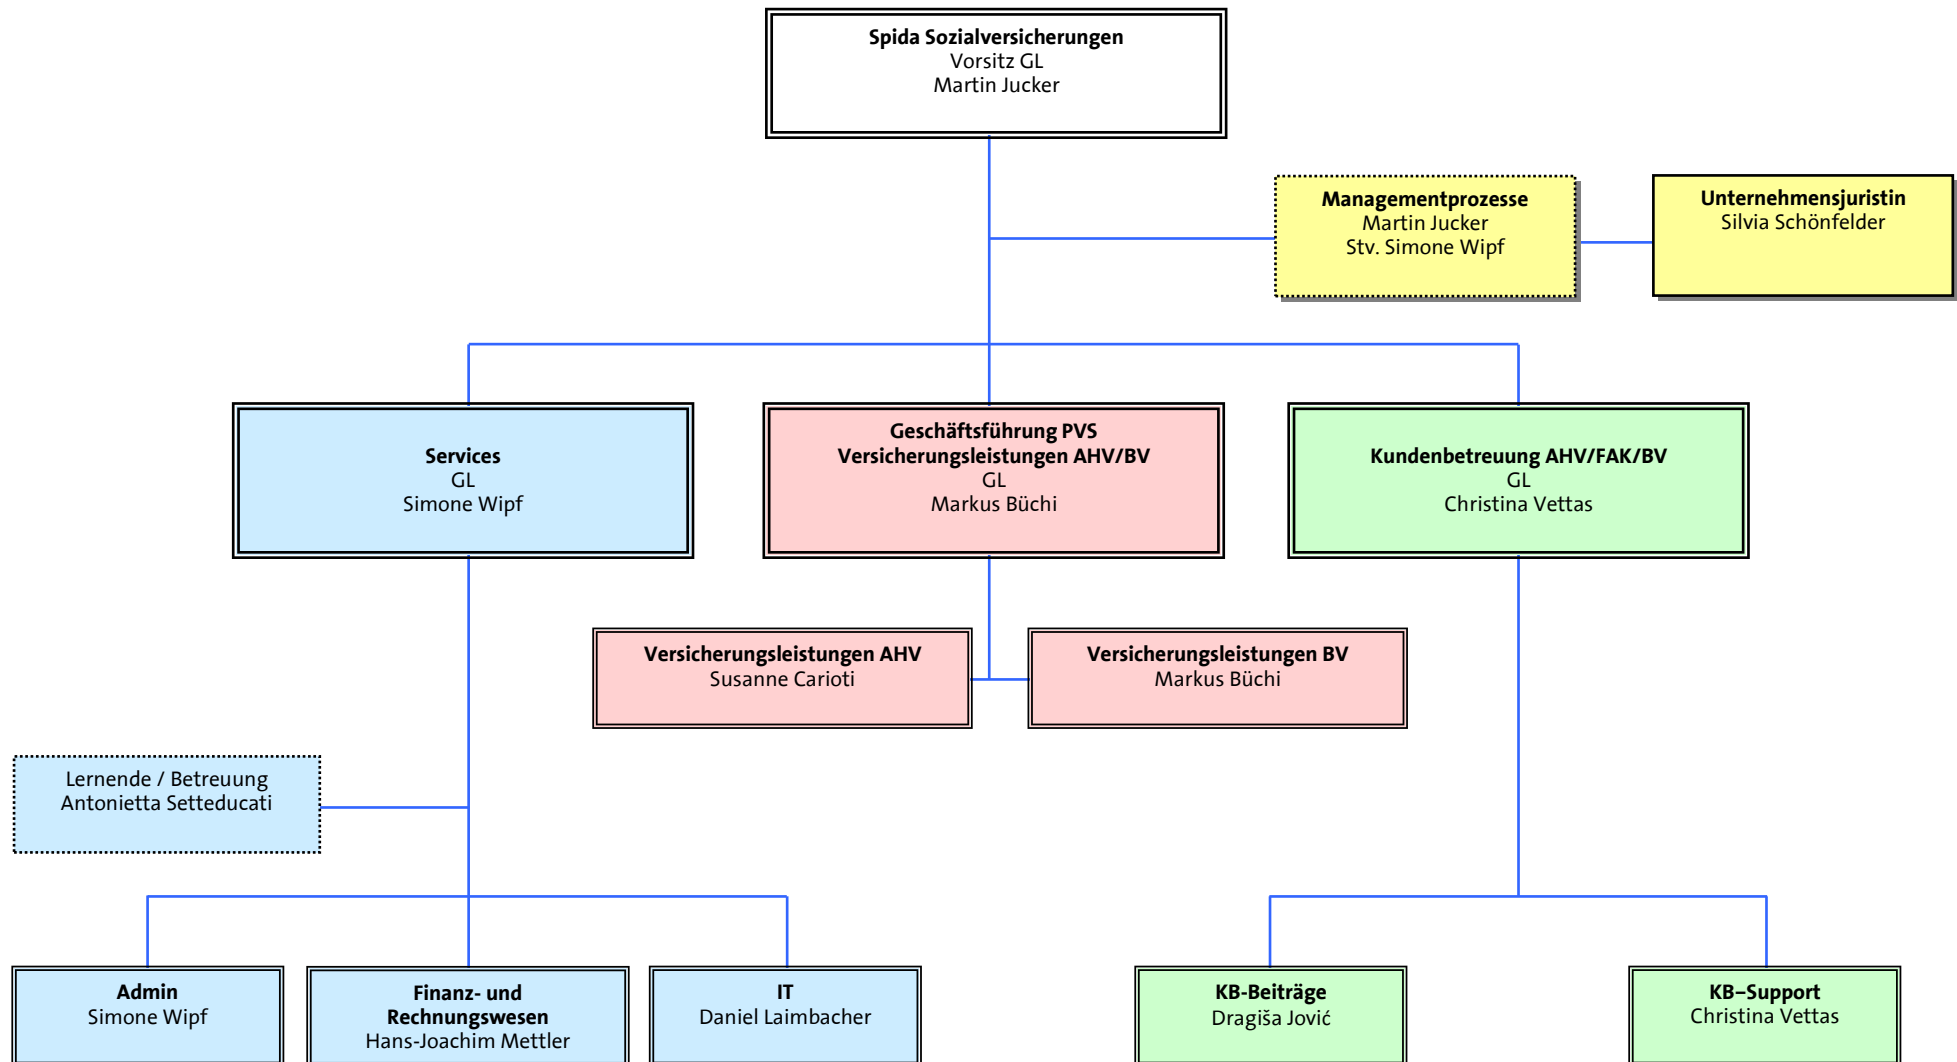 Spida Sozialversicherungen
Vorsitz GL
Martin Jucker
Managementprozesse
Martin Jucker
Stv. Simone Wipf
Unternehmensjuristin
Silvia Schönfelder
Services
GL
Simone Wipf
Geschäftsführung PVS
Versicherungsleistungen AHV/BV
GL
Markus Büchi
Kundenbetreuung AHV/FAK/BV
GL
Christina Vettas
Versicherungsleistungen AHV
Susanne Carioti
Versicherungsleistungen BV
Markus Büchi
Lernende / Betreuung
Antonietta Setteducati
Admin
Simone Wipf
Finanz- und
Rechnungswesen
Hans-Joachim Mettler
IT
Daniel Laimbacher
KB-Beiträge
Dragiša Jović
KB–Support
Christina Vettas